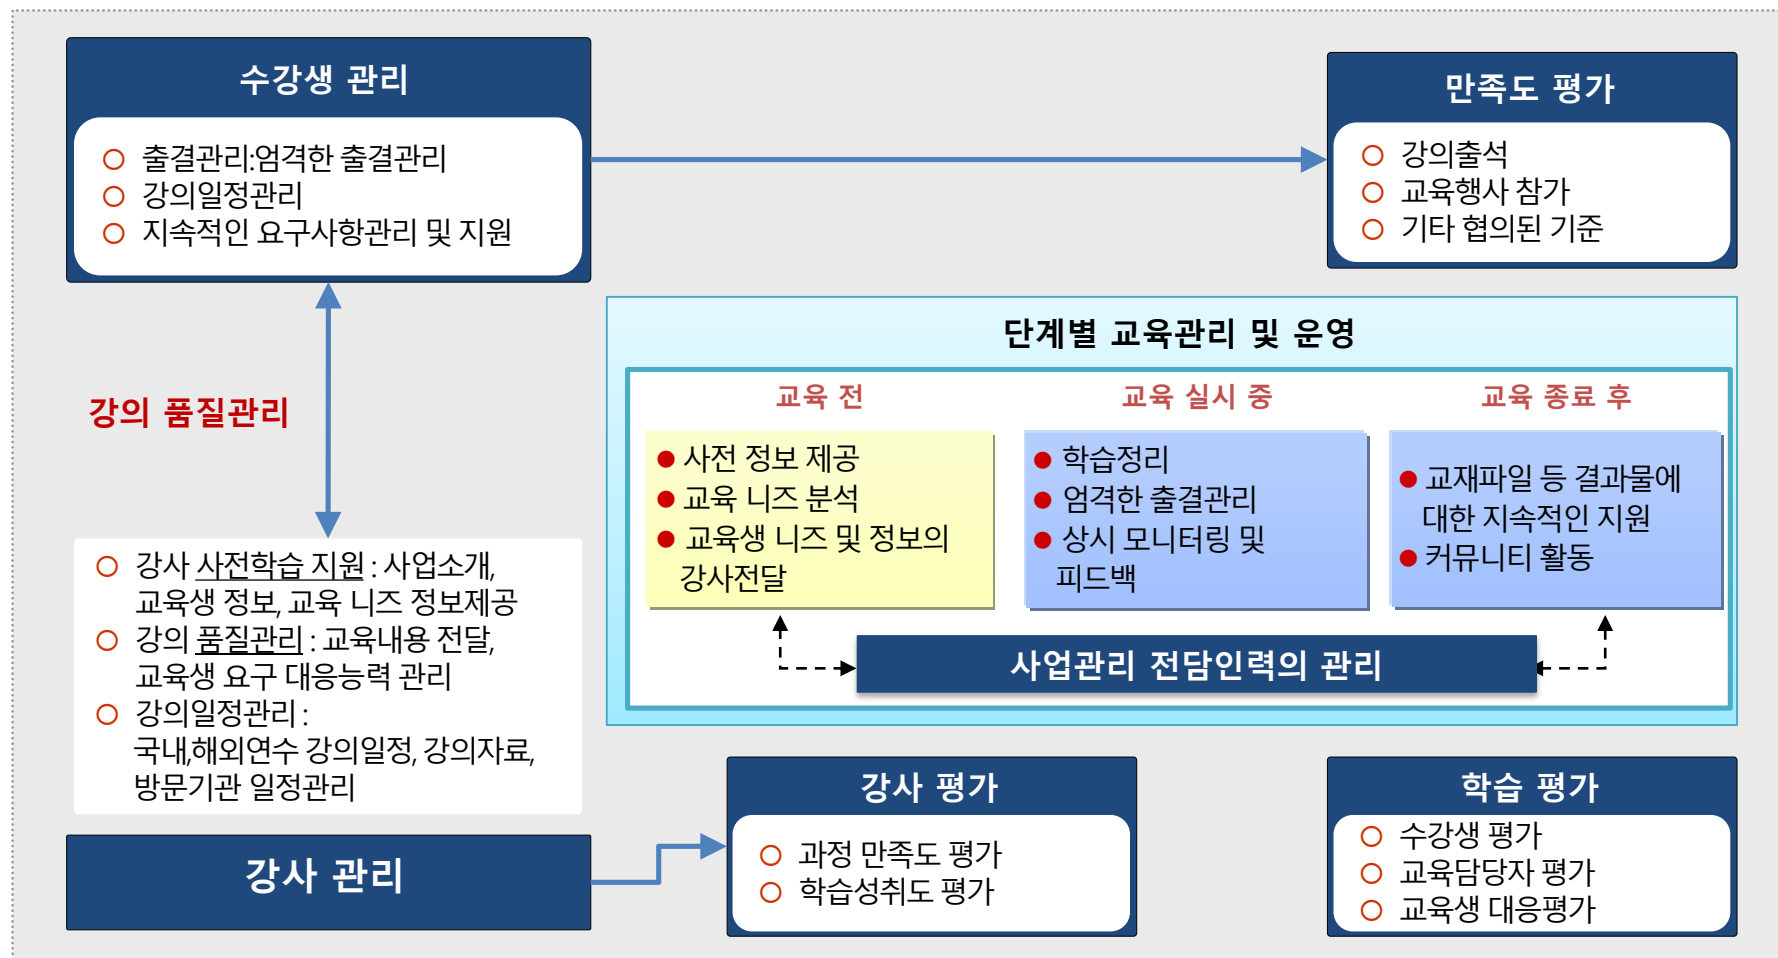 수강생 관리
출결관리:엄격한 출결관리
강의일정관리
지속적인 요구사항관리 및 지원
만족도 평가
강의출석
교육행사 참가
기타 협의된 기준
강의 품질관리
단계별 교육관리 및 운영
교육 전
사전 정보 제공
교육 니즈 분석
교육생 니즈 및 정보의
강사전달
교육 실시 중
학습정리
엄격한 출결관리
상시 모니터링 및
피드백
교육 종료 후
교재파일 등 결과물에
대한 지속적인 지원
커뮤니티 활동
사업관리 전담인력의 관리
강사 사전학습 지원 : 사업소개,
교육생 정보, 교육 니즈 정보제공
강의 품질관리 : 교육내용 전달,
교육생 요구 대응능력 관리
강의일정관리 :
국내,해외연수 강의일정, 강의자료,
방문기관 일정관리
강사 관리
강사 평가
과정 만족도 평가
학습성취도 평가
학습 평가
수강생 평가
교육담당자 평가
교육생 대응평가